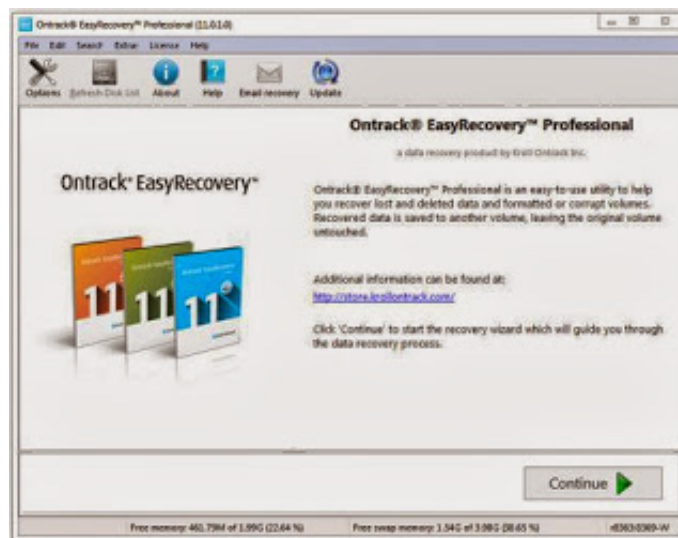 Ontrack® EasyRecovery™ Professional (11.0.1.0)
File Edit Search Extras License Help
Options Refresh Disk List About Help Email recovery Update
Ontrack® EasyRecovery™ Professional
a data recovery product by Kroll Ontrack Inc.
Ontrack® EasyRecovery™
Ontrack® EasyRecovery™ Professional is an easy-to-use utility to help
you recover lost and deleted data and formatted or corrupt volumes.
Recovered data is saved to another volume, leaving the original volume
untouched.
11 11 11
Additional information can be found at:
http://store.krollontrack.com/
Click 'Continue' to start the recovery wizard which will guide you through
the data recovery process.
Continue
Free memory: 461.79M of 1.99G (22.64 %) Free swap memory: 1.54G of 3.98G (38.65 %)